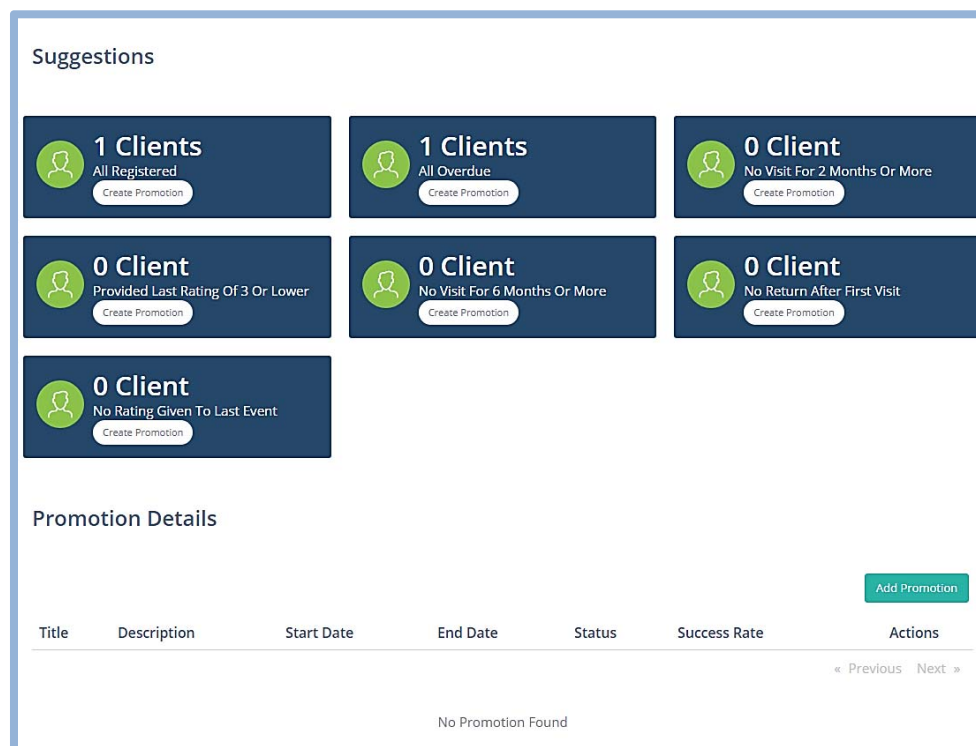 Suggestions
1 Clients
All Registered
Create Promotion
1 Clients
All Overdue
Create Promotion
0 Client
No Visit For 2 Months Or More
Create Promotion
0 Client
Provided Last Rating Of 3 Or Lower
Create Promotion
0 Client
No Visit For 6 Months Or More
Create Promotion
0 Client
No Return After First Visit
Create Promotion
0 Client
No Rating Given To Last Event
Create Promotion
Promotion Details
Add Promotion
Title Description Start Date End Date Status Success Rate Actions
« Previous Next »
No Promotion Found